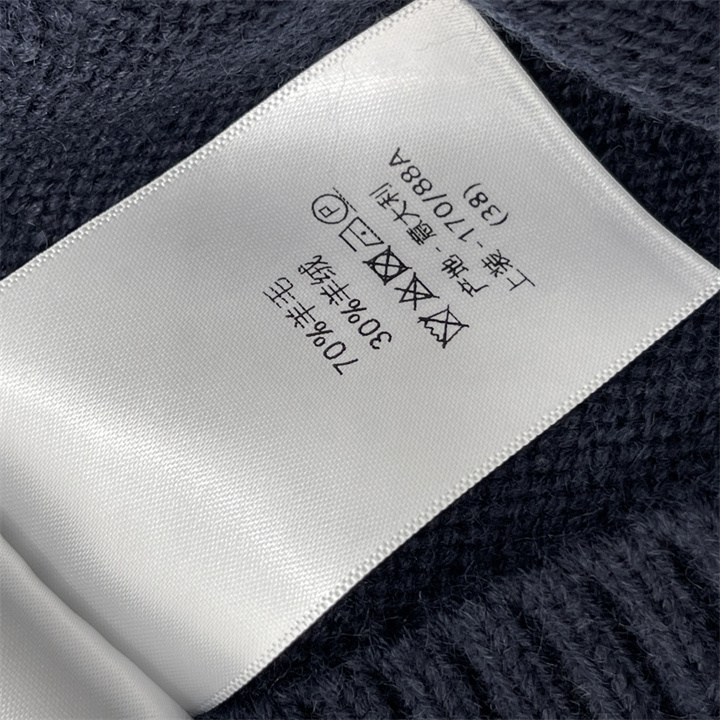 70%羊毛
30%羊绒
P
产地 - 意大利
上装 - 170/88A
(38)